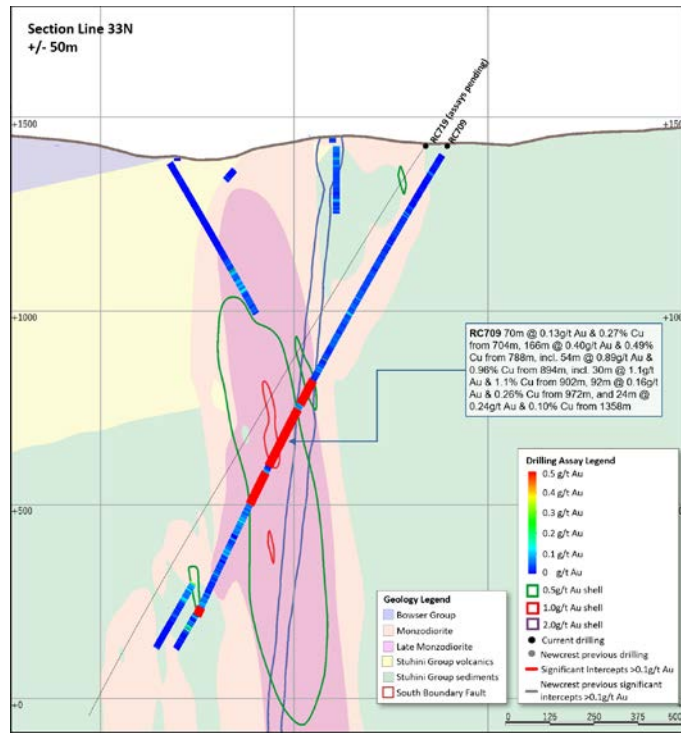 Section Line 33N
+/- 50m
RC719 (assays pending)
RC709
+1500
+150
+1000
+100
RC709 70m @ 0.13g/t Au & 0.27% Cu
from 704m, 166m @ 0.40g/t Au & 0.49%
Cu from 788m, incl. 54m @ 0.89g/t Au &
0.96% Cu from 894m, incl. 30m @ 1.1g/t
Au & 1.1% Cu from 902m, 92m @ 0.16g/t
Au & 0.26% Cu from 972m, and 24m @
0.24g/t Au & 0.10% Cu from 1358m
+500
Drilling Assay Legend
0.5 g/t Au
0.4 g/t Au
0.3 g/t Au
0.2 g/t Au
0.1 g/t Au
0 g/t Au
0.5g/t Au shell
1.0g/t Au shell
2.0g/t Au shell
Current drilling
Newcrest previous drilling
Significant Intercepts >0.1g/t Au
Newcrest previous significant
intercepts >0.1g/t Au
Geology Legend
Bowser Group
Monzodiorite
Late Monzodiorite
Stuhini Group volcanics
Stuhini Group sediments
South Boundary Fault
+0
0 125 250 375 500